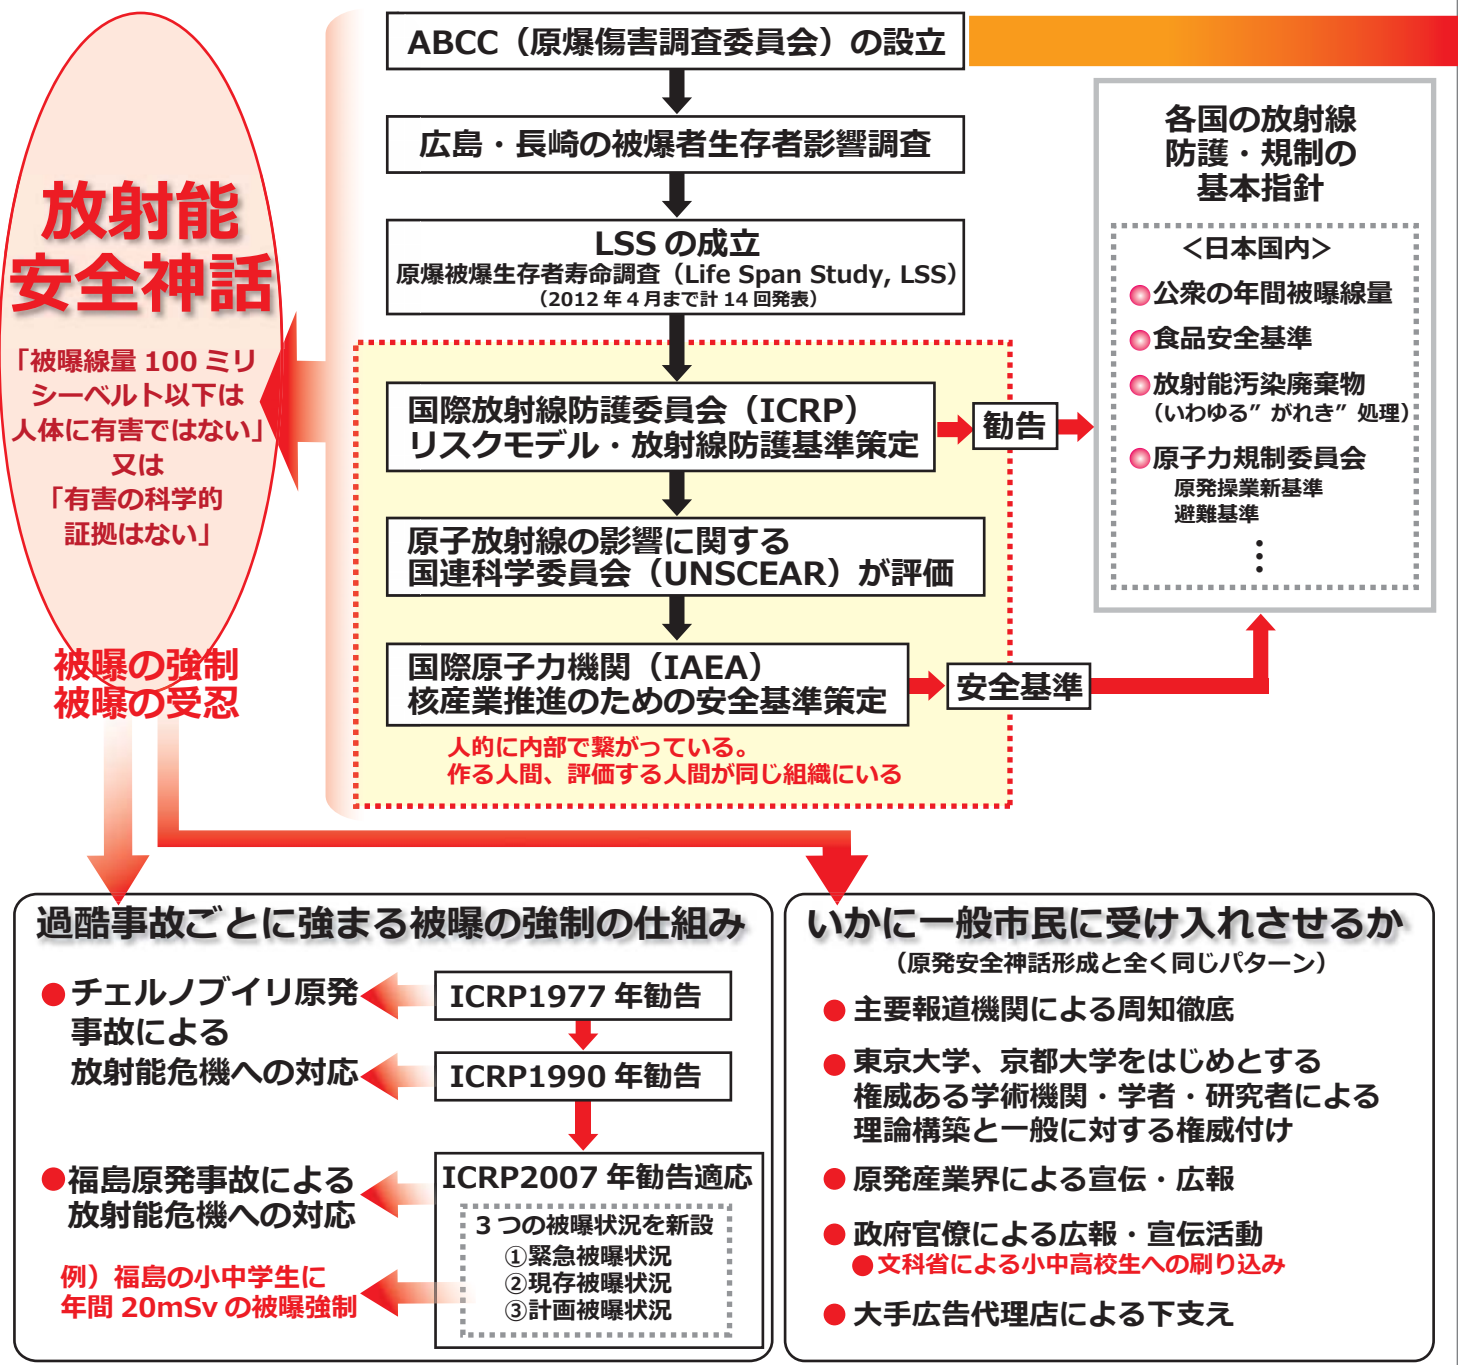 ABCC（原爆傷害調査委員会）の設立
広島・長崎の被爆者生存者影響調査
LSS の成立
原爆被爆生存者寿命調査（Life Span Study, LSS）
（2012 年 4 月まで計 14 回発表）
国際放射線防護委員会（ICRP）
リスクモデル・放射線防護基準策定
勧告
原子放射線の影響に関する
国連科学委員会（UNSCEAR）が評価
国際原子力機関（IAEA）
核産業推進のための安全基準策定
安全基準
人的に内部で繋がっている。
作る人間、評価する人間が同じ組織にいる
各国の放射線
防護・規制の
基本指針
＜日本国内＞
公衆の年間被曝線量
食品安全基準
放射能汚染廃棄物
（いわゆる” がれき” 処理）
原子力規制委員会
原発操業新基準
避難基準
⋮
放射能
安全神話
「被曝線量 100 ミリ
シーベルト以下は
人体に有害ではない」
又は
「有害の科学的
証拠はない」
被曝の強制
被曝の受忍
過酷事故ごとに強まる被曝の強制の仕組み
● チェルノブイリ原発
事故による
放射能危機への対応
ICRP1977 年勧告
ICRP1990 年勧告
● 福島原発事故による
放射能危機への対応
ICRP2007 年勧告適応
３つの被曝状況を新設
①緊急被曝状況
②現存被曝状況
③計画被曝状況
例）福島の小中学生に
年間 20mSv の被曝強制
いかに一般市民に受け入れさせるか
（原発安全神話形成と全く同じパターン）
● 主要報道機関による周知徹底
● 東京大学、京都大学をはじめとする
権威ある学術機関・学者・研究者による
理論構築と一般に対する権威付け
● 原発産業界による宣伝・広報
● 政府官僚による広報・宣伝活動
● 文科省による小中高校生への刷り込み
● 大手広告代理店による下支え